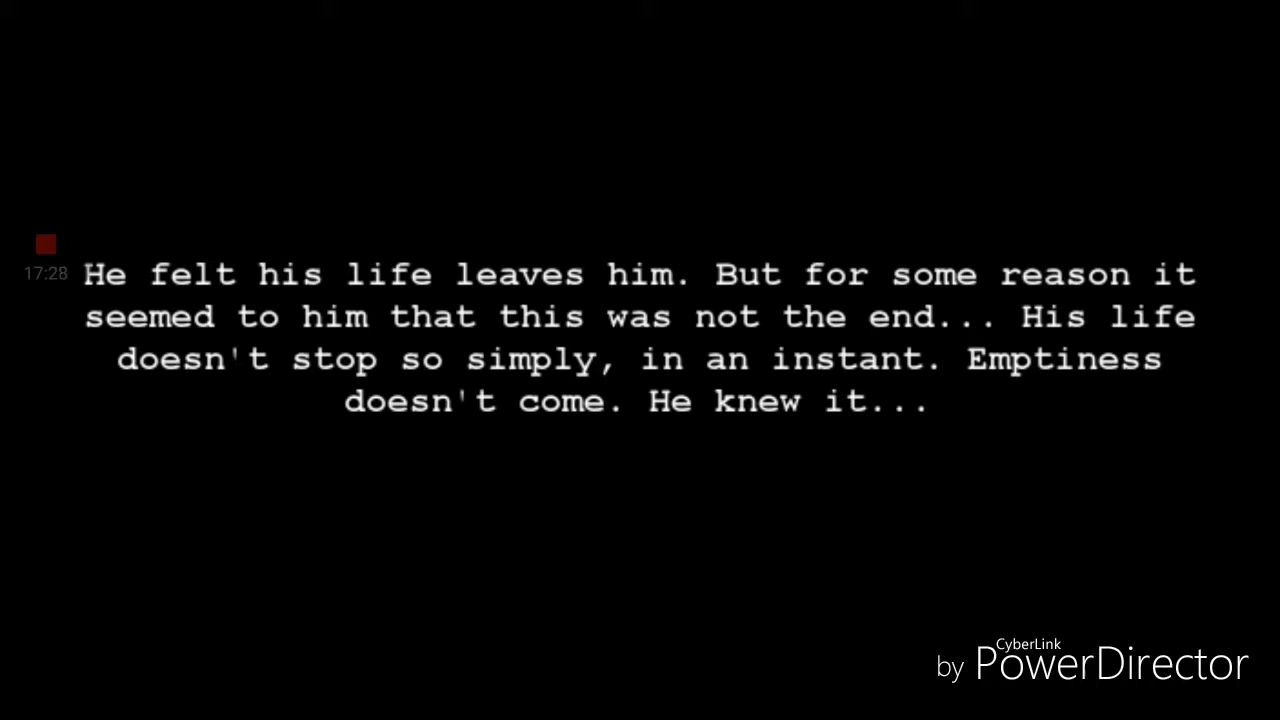 17:28
He felt his life leaves him. But for some reason it
seemed to him that this was not the end... His life
doesn't stop so simply, in an instant. Emptiness
doesn't come. He knew it...
CyberLink
by PowerDirector